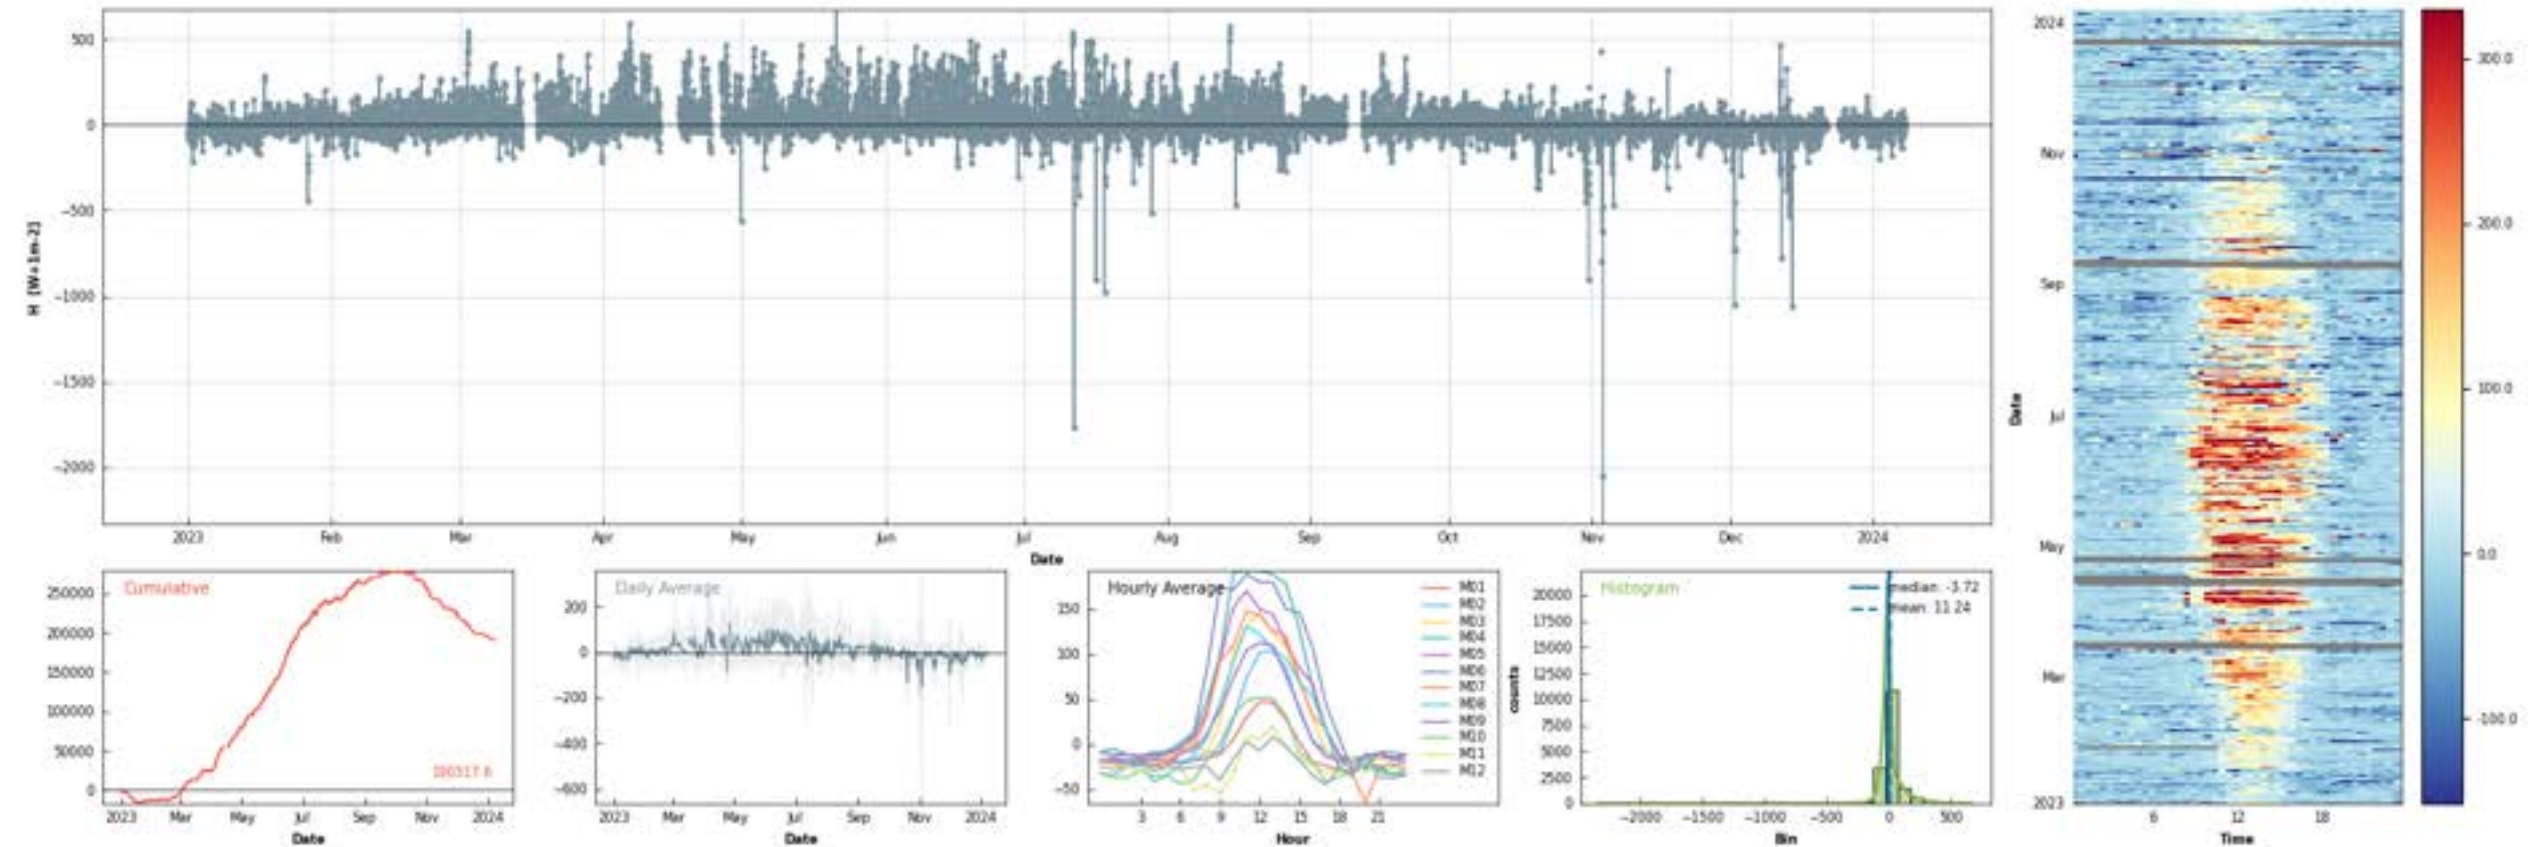 H [W+1m-2]
500
0
−500
−1000
−1500
−2000
2023 Feb Mar Apr May Jun Jul Aug Sep Oct Nov Dec 2024
Date
Cumulative
250000
200000
150000
100000
50000
0
2023 Mar May Jul Sep Nov 2024
Date
Daily Average
200
0
−200
−400
−600
2023 Mar May Jul Sep Nov 2024
Date
Hourly Average
150
100
50
0
−50
3 6 9 12 15 18 21
Hour
M01
M02
M03
M04
M05
M06
M07
M08
M09
M10
M11
M12
Histogram
median: -3.72
mean: 11.24
counts
20000
17500
15000
12500
10000
7500
5000
2500
0
−2000 −1500 −1000 −500 0 500
Bin
Date
2024
Nov
Sep
Jul
May
Mar
2023
6 12 18
Time
300.0
200.0
100.0
0.0
-100.0